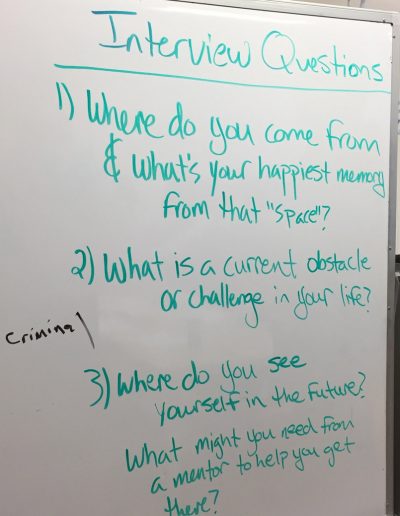 Interview Questions
1) Where do you come from
& What's your happiest memory
from that "space"?
2) What is a current obstacle
or challenge in your life?
Criminal
3) Where do you see
yourself in the future?
What might you need from
a mentor to help you get
there?